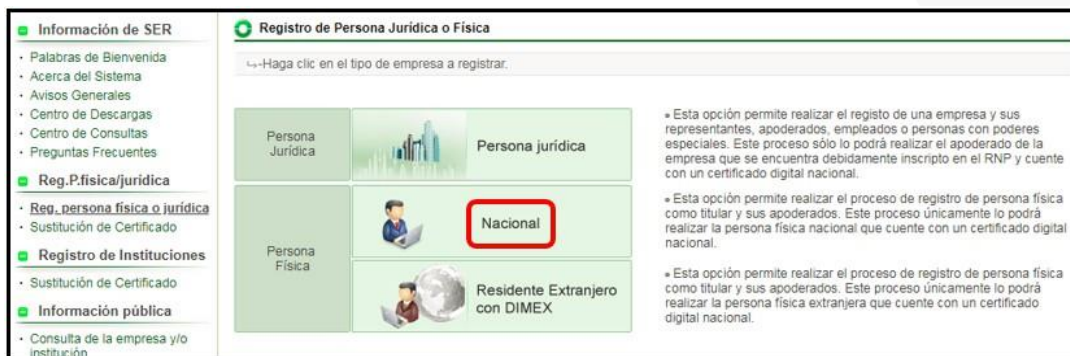 Información de SER
Palabras de Bienvenida
Acerca del Sistema
Avisos Generales
Centro de Descargas
Centro de Consultas
Preguntas Frecuentes
Reg.P.física/jurídica
Reg. persona física o jurídica
Sustitución de Certificado
Registro de Instituciones
Sustitución de Certificado
Información pública
Consulta de la empresa y/o
institución
Registro de Persona Jurídica o Física
-Haga clic en el tipo de empresa a registrar.
Persona
Jurídica
Persona jurídica
Esta opción permite realizar el registo de una empresa y sus
representantes, apoderados, empleados o personas con poderes
especiales. Este proceso sólo lo podrá realizar el apoderado de la
empresa que se encuentra debidamente inscripto en el RNP y cuente
con un certificado digital nacional.
Persona
Física
Nacional
Esta opción permite realizar el proceso de registro de persona física
como titular y sus apoderados. Este proceso únicamente lo podrá
realizar la persona física nacional que cuente con un certificado digital
nacional.
Residente Extranjero
con DIMEX
Esta opción permite realizar el proceso de registro de persona física
como titular y sus apoderados. Este proceso únicamente lo podrá
realizar la persona física extranjera que cuente con un certificado
digital nacional.